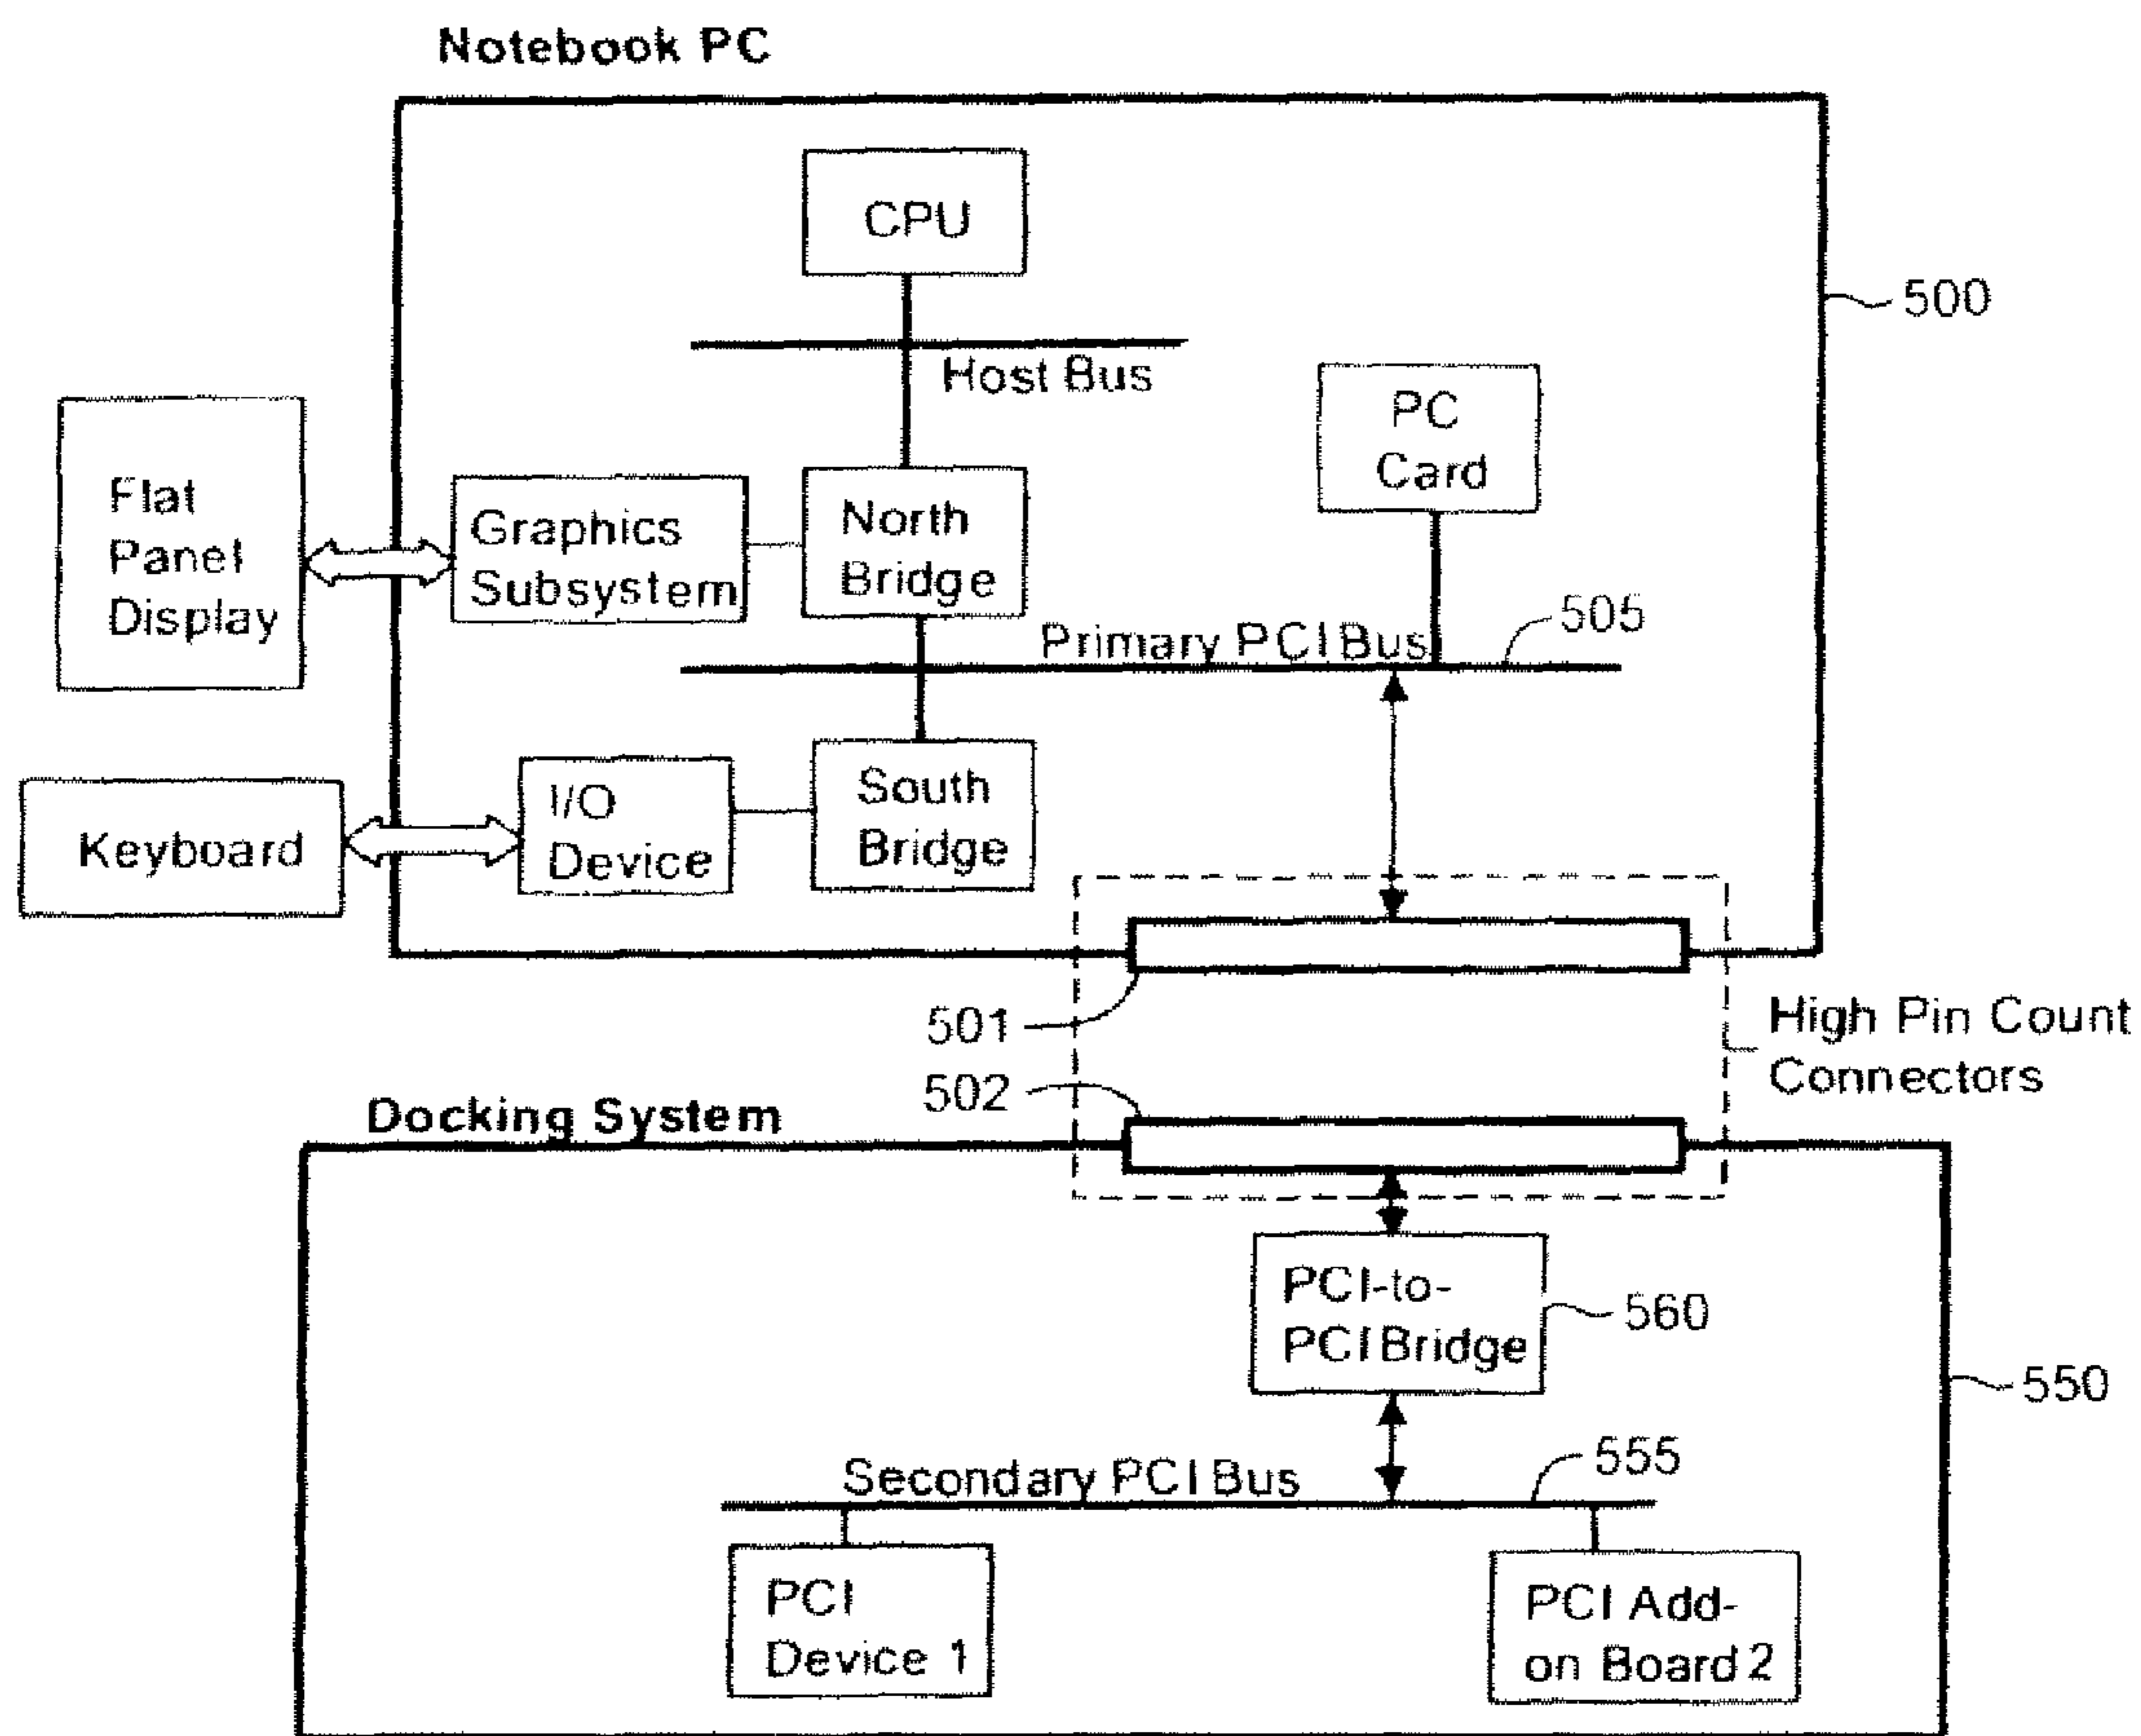 Notebook PC
CPU
500
Host Bus
PC
Card
Flat
Panel
Display
Graphics
Subsystem
North
Bridge
505
Primary PCI Bus
Keyboard
I/O
Device
South
Bridge
501
High Pin Count
Connectors
502
Docking System
PCI-to-
PCI Bridge
560
550
Secondary PCI Bus
555
PCI
Device 1
PCI Add-
on Board 2